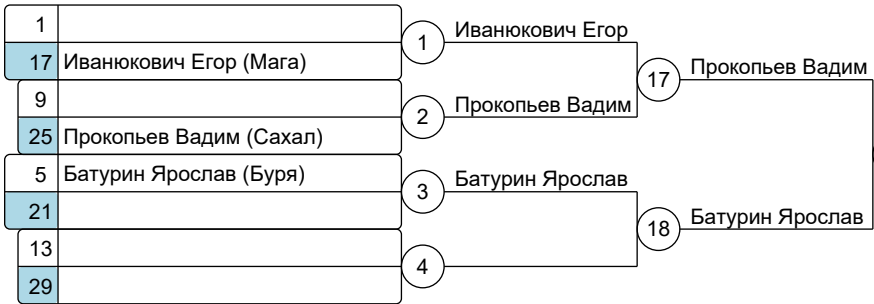 1
17 Иванюкович Егор (Мага)
9
25 Прокопьев Вадим (Сахал)
5 Батурин Ярослав (Буря)
21
13
29
1 Иванюкович Егор
2 Прокопьев Вадим
3 Батурин Ярослав
4
17 Прокопьев Вадим
18 Батурин Ярослав